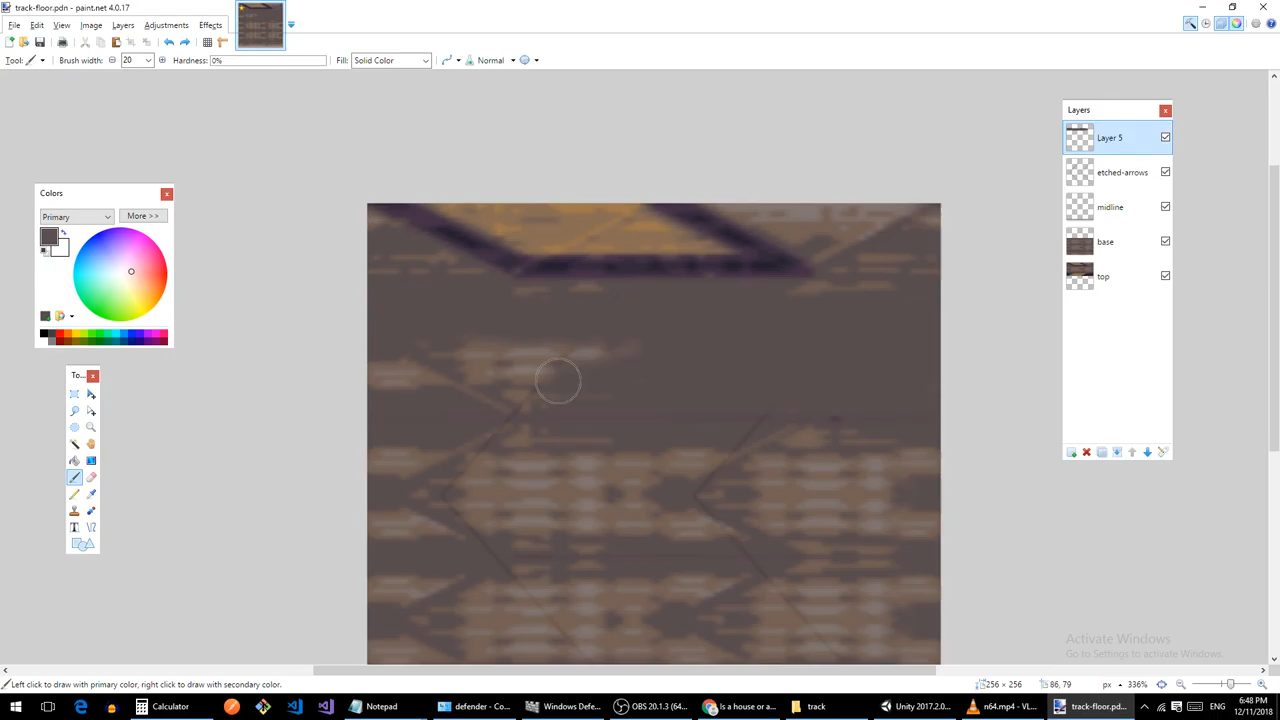 track-floor.pdn - paint.net 4.0.17
File Edit View Image Layers Adjustments Effects
Tool: Brush width: 20 Hardness: 0% Fill: Solid Color Normal
Layers
Layer 5
etched-arrows
midline
base
top
Colors
Primary More >>
To...
Activate Windows
Go to Settings to activate Windows.
Left click to draw with primary color, right click to draw with secondary color.
256 × 256 86, 79 px 336%
Calculator
Notepad
defender - Co...
Windows Defe...
OBS 20.1.3 (64...
Is a house or a...
track
Unity 2017.2.0...
n64.mp4 - VL...
track-floor.pd...
ENG
6:48 PM
12/11/2018